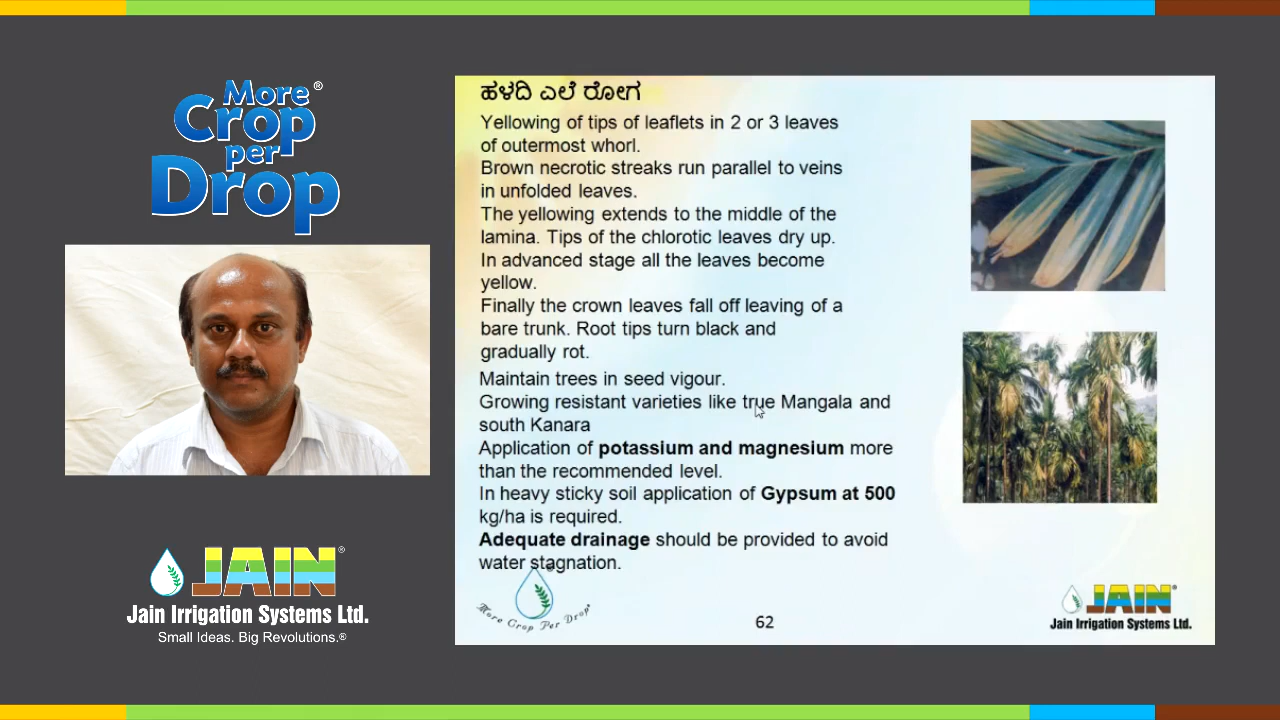 More®
Crop
per
Drop
JAIN®
Jain Irrigation Systems Ltd.
Small Ideas. Big Revolutions.®
ಹಳದಿ ಎಲೆ ರೋಗ
Yellowing of tips of leaflets in 2 or 3 leaves
of outermost whorl.
Brown necrotic streaks run parallel to veins
in unfolded leaves.
The yellowing extends to the middle of the
lamina. Tips of the chlorotic leaves dry up.
In advanced stage all the leaves become
yellow.
Finally the crown leaves fall off leaving of a
bare trunk. Root tips turn black and
gradually rot.
Maintain trees in seed vigour.
Growing resistant varieties like true Mangala and
south Kanara
Application of potassium and magnesium more
than the recommended level.
In heavy sticky soil application of Gypsum at 500
kg/ha is required.
Adequate drainage should be provided to avoid
water stagnation.
More Crop Per Drop®
62
JAIN®
Jain Irrigation Systems Ltd.